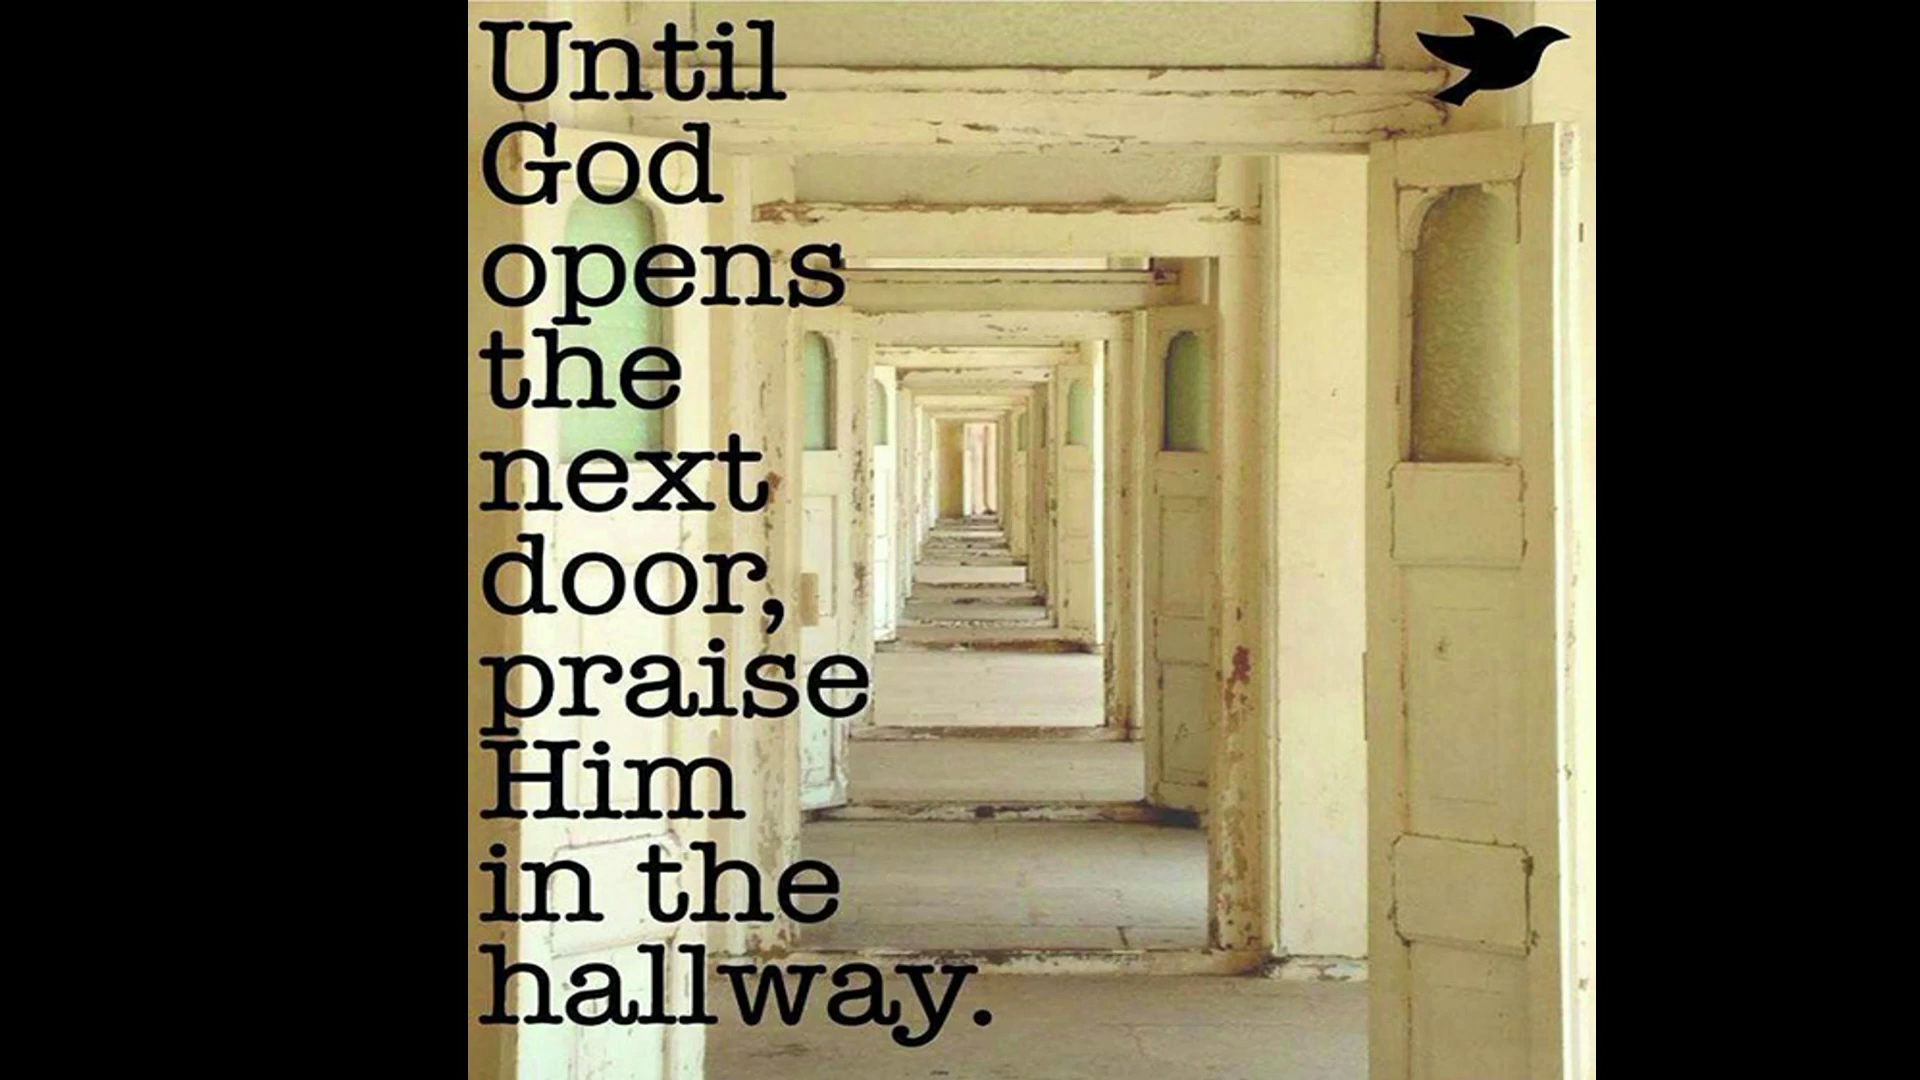 Until
God
opens
the
next
door,
praise
Him
in the
hallway.